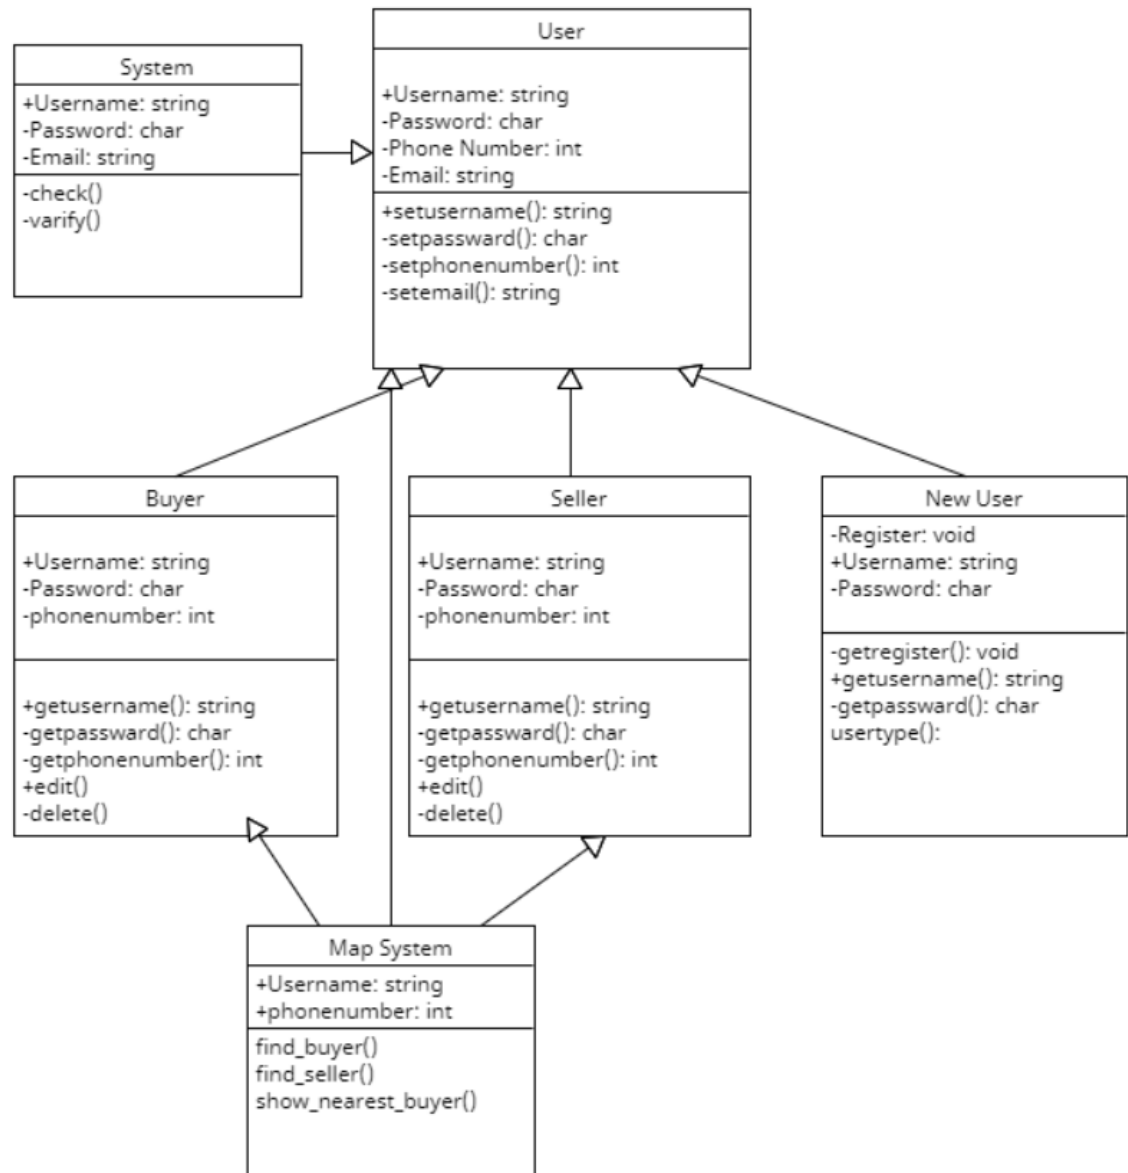 System
+Username: string
-Password: char
-Email: string
-check()
-varify()
User
+Username: string
-Password: char
-Phone Number: int
-Email: string
+setusername(): string
-setpassward(): char
-setphonenumber(): int
-setemail(): string
Buyer
+Username: string
-Password: char
-phonenumber: int
+getusername(): string
-getpassward(): char
-getphonenumber(): int
+edit()
-delete()
Seller
+Username: string
-Password: char
-phonenumber: int
+getusername(): string
-getpassward(): char
-getphonenumber(): int
+edit()
-delete()
New User
-Register: void
+Username: string
-Password: char
-getregister(): void
+getusername(): string
-getpassward(): char
usertype():
Map System
+Username: string
+phonenumber: int
find_buyer()
find_seller()
show_nearest_buyer()